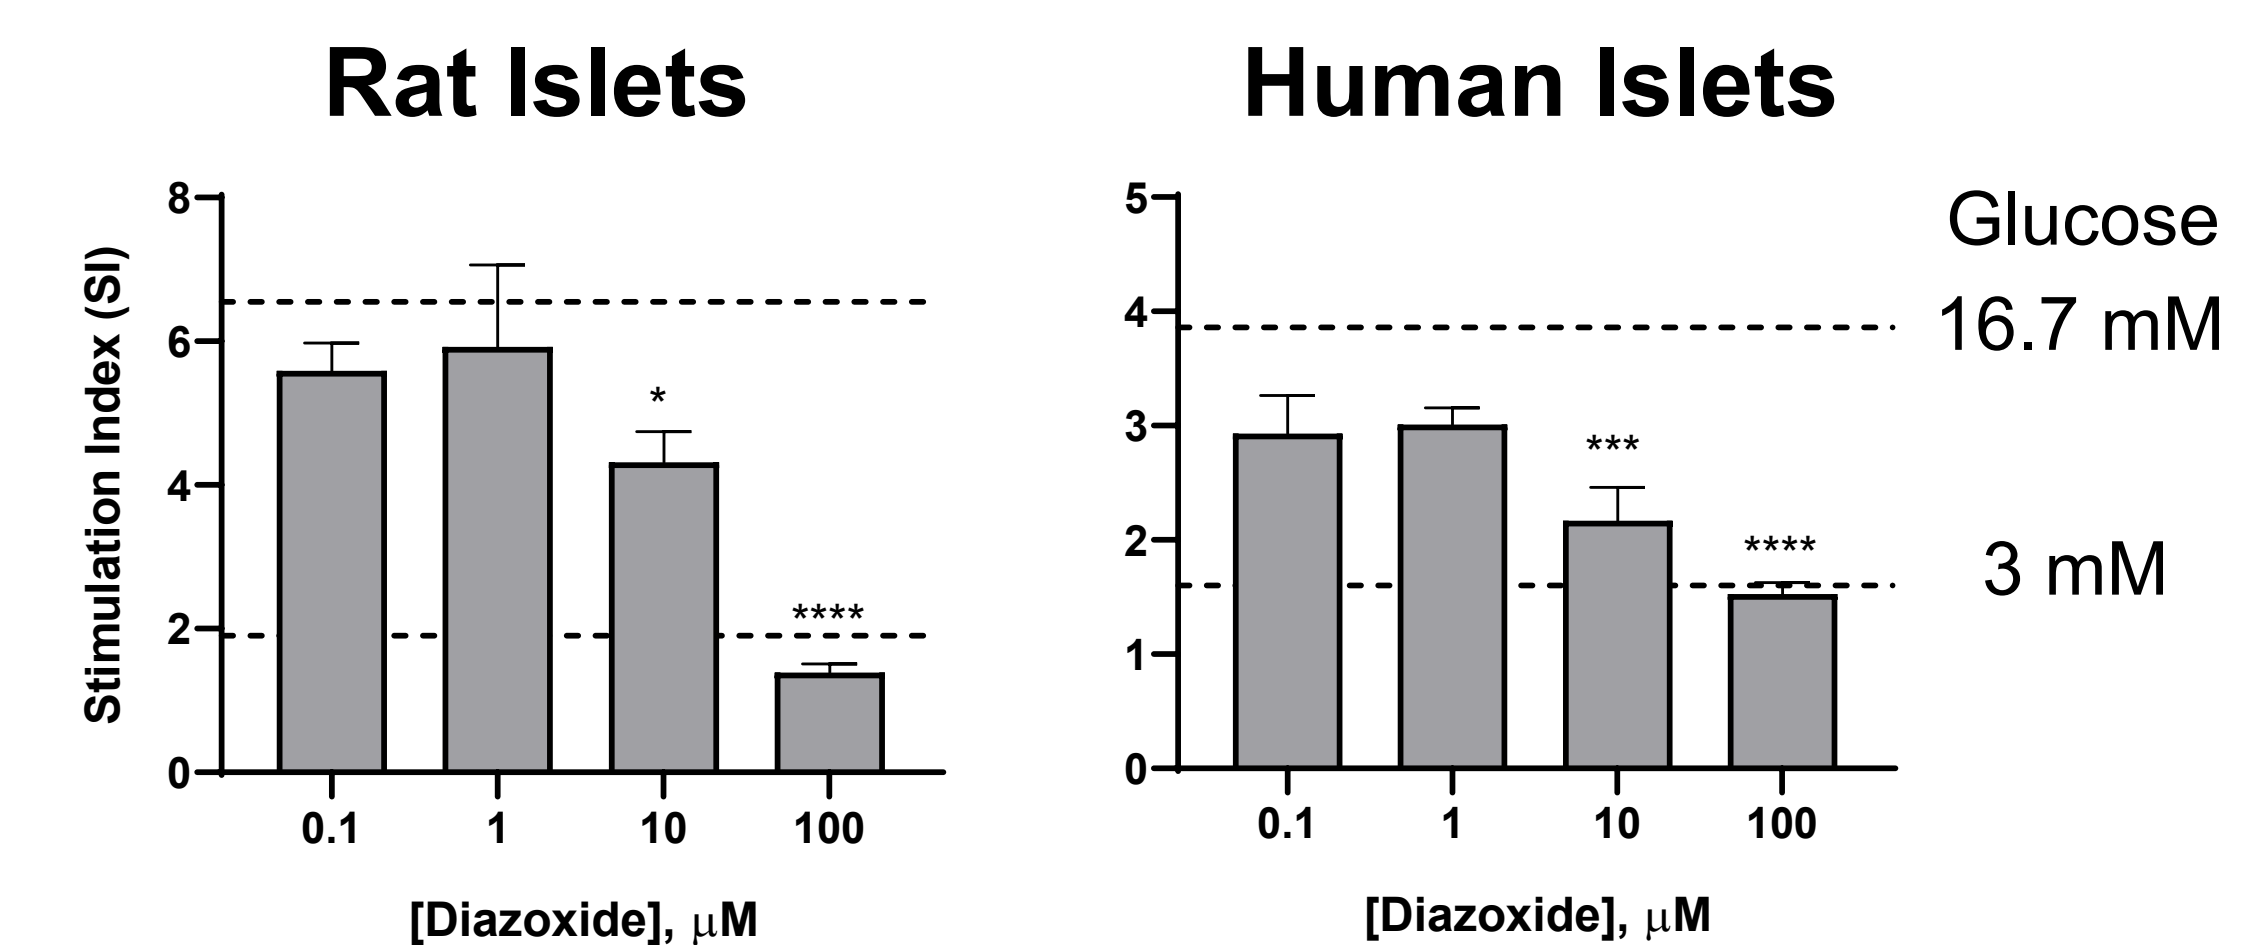 Rat Islets
Stimulation Index (SI)
8
6
4
2
0
*
****
0.1 1 10 100
[Diazoxide], μM
Human Islets
5
4
3
2
1
0
***
****
0.1 1 10 100
[Diazoxide], μM
Glucose
16.7 mM
3 mM